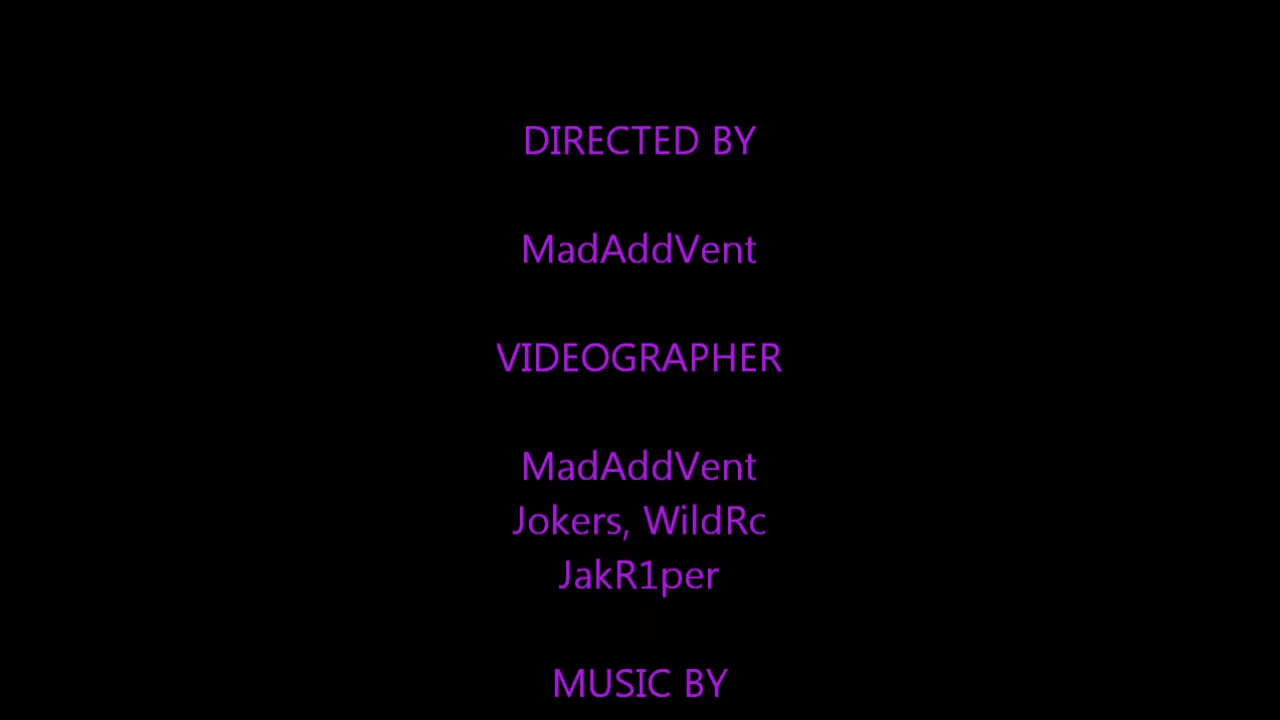 DIRECTED BY
MadAddVent
VIDEOGRAPHER
MadAddVent
Jokers, WildRc
JakR1per
MUSIC BY